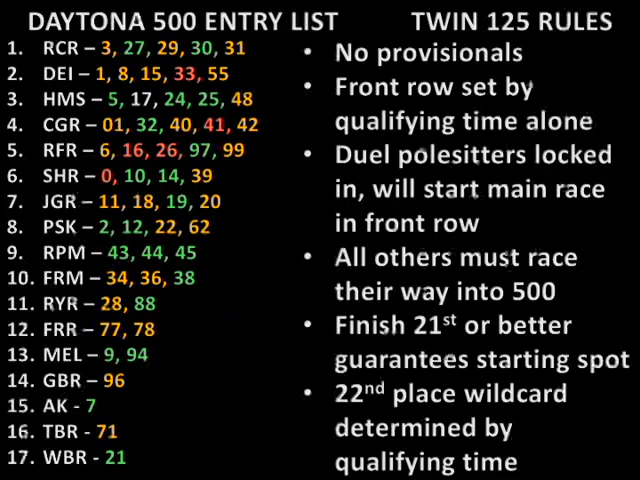 DAYTONA 500 ENTRY LIST
1. RCR – 3, 27, 29, 30, 31
2. DEI – 1, 8, 15, 33, 55
3. HMS – 5, 17, 24, 25, 48
4. CGR – 01, 32, 40, 41, 42
5. RFR – 6, 16, 26, 97, 99
6. SHR – 0, 10, 14, 39
7. JGR – 11, 18, 19, 20
8. PSK – 2, 12, 22, 62
9. RPM – 43, 44, 45
10. FRM – 34, 36, 38
11. RYR – 28, 88
12. FRR – 77, 78
13. MEL – 9, 94
14. GBR – 96
15. AK - 7
16. TBR - 71
17. WBR - 21
TWIN 125 RULES
• No provisionals
• Front row set by
qualifying time alone
• Duel polesitters locked
in, will start main race
in front row
• All others must race
their way into 500
• Finish 21st or better
guarantees starting spot
• 22nd place wildcard
determined by
qualifying time